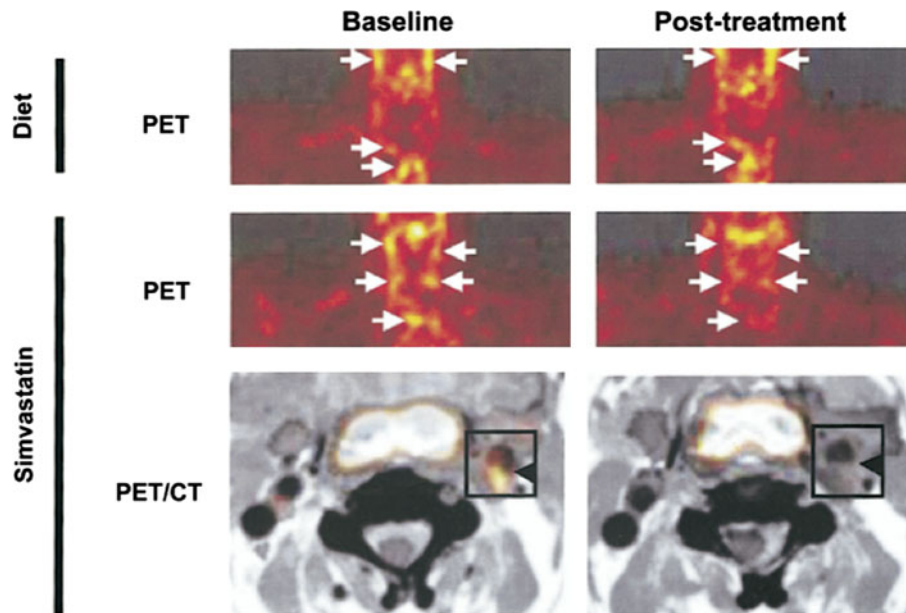 Baseline Post-treatment
Diet
PET
Simvastatin
PET
PET/CT